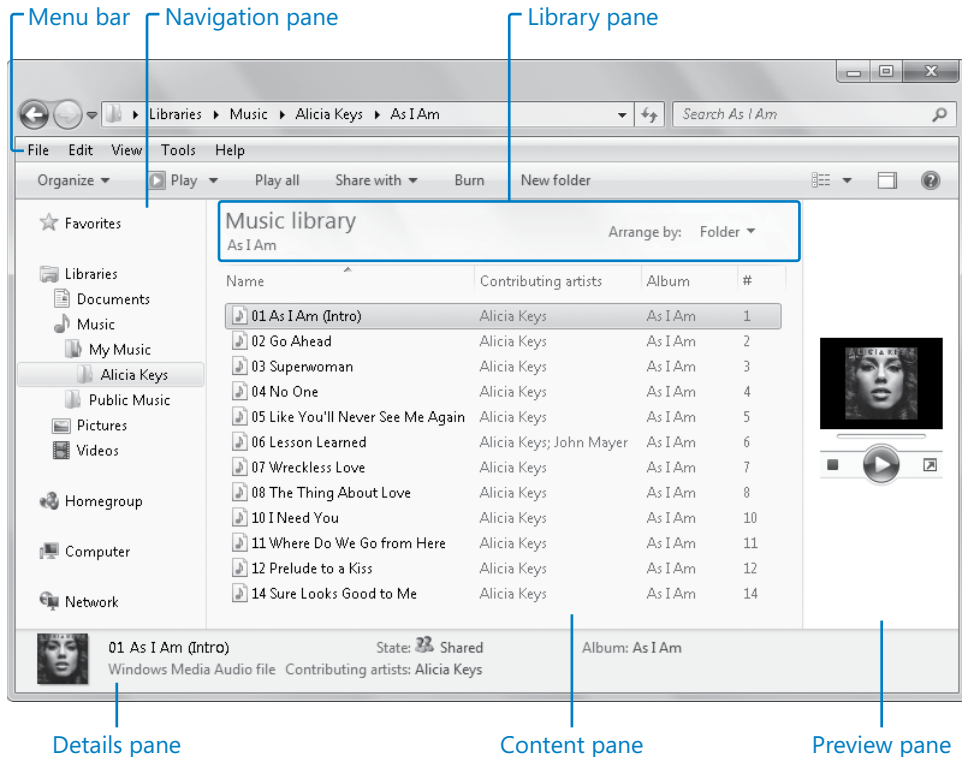 Menu bar Navigation pane Library pane
Libraries Music Alicia Keys As I Am Search As I Am
File Edit View Tools Help
Organize Play Play all Share with Burn New folder
Favorites
Libraries
Documents
Music
My Music
Alicia Keys
Public Music
Pictures
Videos
Homegroup
Computer
Network
Music library
As I Am
Arrange by: Folder
Name Contributing artists Album #
01 As I Am (Intro) Alicia Keys As I Am 1
02 Go Ahead Alicia Keys As I Am 2
03 Superwoman Alicia Keys As I Am 3
04 No One Alicia Keys As I Am 4
05 Like You'll Never See Me Again Alicia Keys As I Am 5
06 Lesson Learned Alicia Keys; John Mayer As I Am 6
07 Wreckless Love Alicia Keys As I Am 7
08 The Thing About Love Alicia Keys As I Am 8
10 I Need You Alicia Keys As I Am 10
11 Where Do We Go from Here Alicia Keys As I Am 11
12 Prelude to a Kiss Alicia Keys As I Am 12
14 Sure Looks Good to Me Alicia Keys As I Am 14
ALICIA KEYS
01 As I Am (Intro) State: Shared Album: As I Am
Windows Media Audio file Contributing artists: Alicia Keys
Details pane Content pane Preview pane